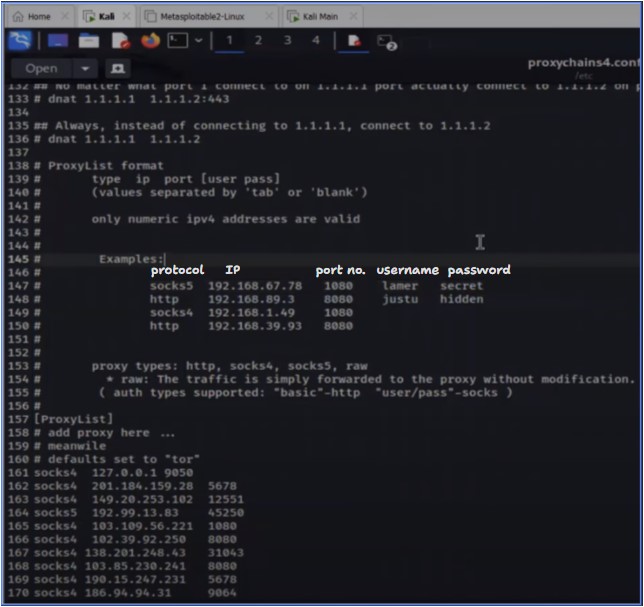 Home Kali Metasploitable2-Linux Kali Main
1 2 3 4 2
Open proxychains4.conf
/etc
132 ## No matter what port I connect to on 1.1.1.1 port actually connect to 1.1.1.2 on p
133 # dnat 1.1.1.1  1.1.1.2:443
134
135 ## Always, instead of connecting to 1.1.1.1, connect to 1.1.1.2
136 # dnat 1.1.1.1  1.1.1.2
137
138 # ProxyList format
139 #       type  ip  port [user pass]
140 #       (values separated by 'tab' or 'blank')
141 #
142 #       only numeric ipv4 addresses are valid
143 #
144 #
145 #        Examples:
146 # protocol IP port no. username password
147 #               socks5  192.168.67.78   1080    lamer   secret
148 #               http    192.168.89.3    8080    justu   hidden
149 #               socks4  192.168.1.49    1080
150 #               http    192.168.39.93   8080
151 #
152 #
153 #       proxy types: http, socks4, socks5, raw
154 #         * raw: The traffic is simply forwarded to the proxy without modification.
155 #        ( auth types supported: "basic"-http  "user/pass"-socks )
156 #
157 [ProxyList]
158 # add proxy here ...
159 # meanwile
160 # defaults set to "tor"
161 socks4  127.0.0.1 9050
162 socks4  201.184.159.28  5678
163 socks4  149.20.253.102  12551
164 socks5  192.99.13.83    45250
165 socks4  103.109.56.221  1080
166 socks4  102.39.92.250   8080
167 socks4 138.201.248.43   31043
168 socks4  103.85.230.241  8080
169 socks4  190.15.247.231  5678
170 socks4  186.94.94.31    9064